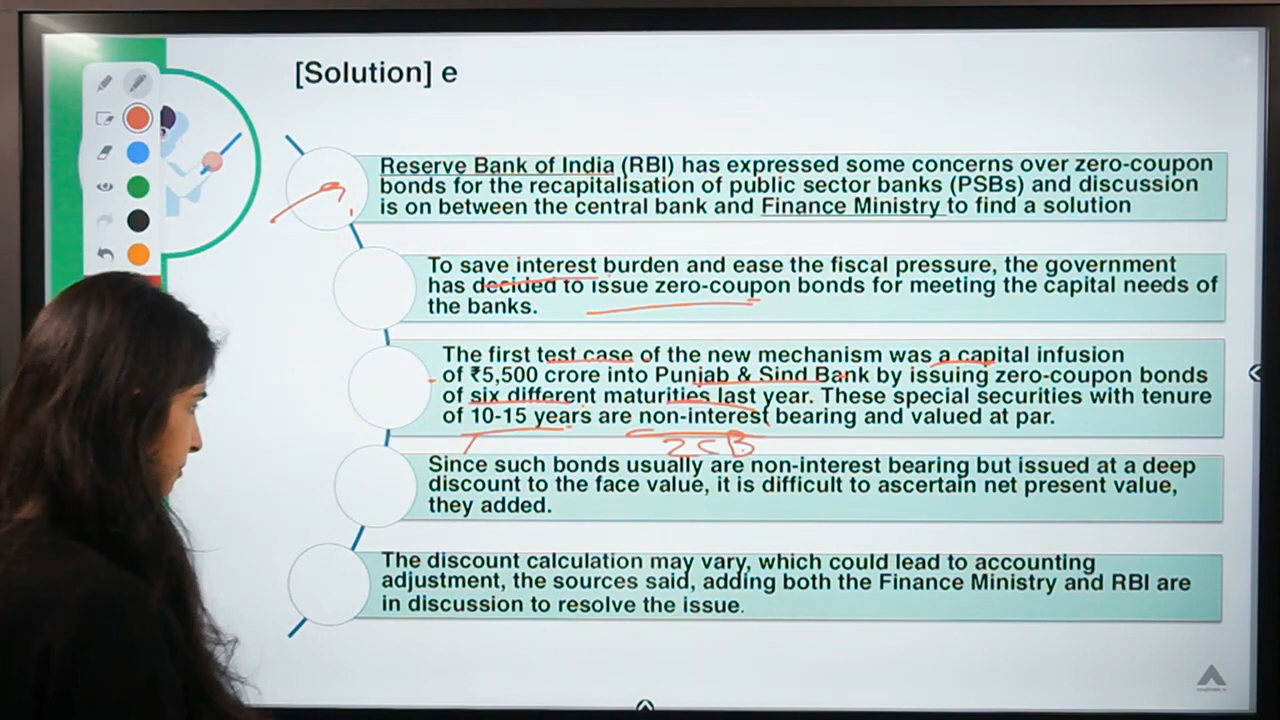 [Solution] e
Reserve Bank of India (RBI) has expressed some concerns over zero-coupon
bonds for the recapitalisation of public sector banks (PSBs) and discussion
is on between the central bank and Finance Ministry to find a solution
To save interest burden and ease the fiscal pressure, the government
has decided to issue zero-coupon bonds for meeting the capital needs of
the banks.
The first test case of the new mechanism was a capital infusion
of ₹5,500 crore into Punjab & Sind Bank by issuing zero-coupon bonds
of six different maturities last year. These special securities with tenure
of 10-15 years are non-interest bearing and valued at par.
ZCB
Since such bonds usually are non-interest bearing but issued at a deep
discount to the face value, it is difficult to ascertain net present value,
they added.
The discount calculation may vary, which could lead to accounting
adjustment, the sources said, adding both the Finance Ministry and RBI are
in discussion to resolve the issue.